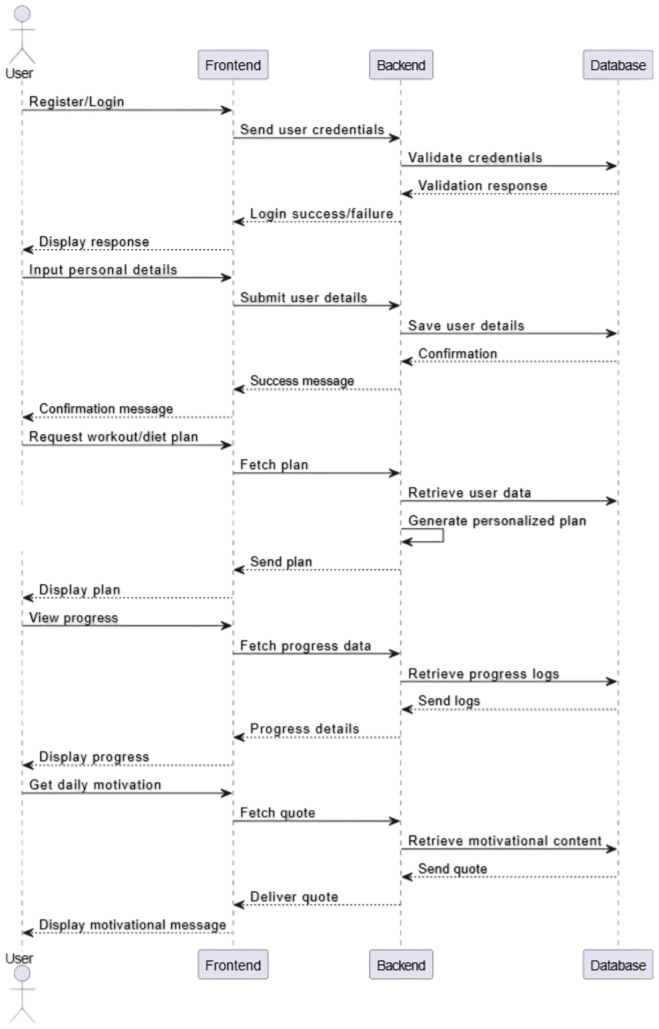 User
Frontend
Backend
Database
Register/Login
Send user credentials
Validate credentials
Validation response
Login success/failure
Display response
Input personal details
Submit user details
Save user details
Confirmation
Success message
Confirmation message
Request workout/diet plan
Fetch plan
Retrieve user data
Generate personalized plan
Send plan
Display plan
View progress
Fetch progress data
Retrieve progress logs
Send logs
Progress details
Display progress
Get daily motivation
Fetch quote
Retrieve motivational content
Send quote
Deliver quote
Display motivational message
User
Frontend
Backend
Database